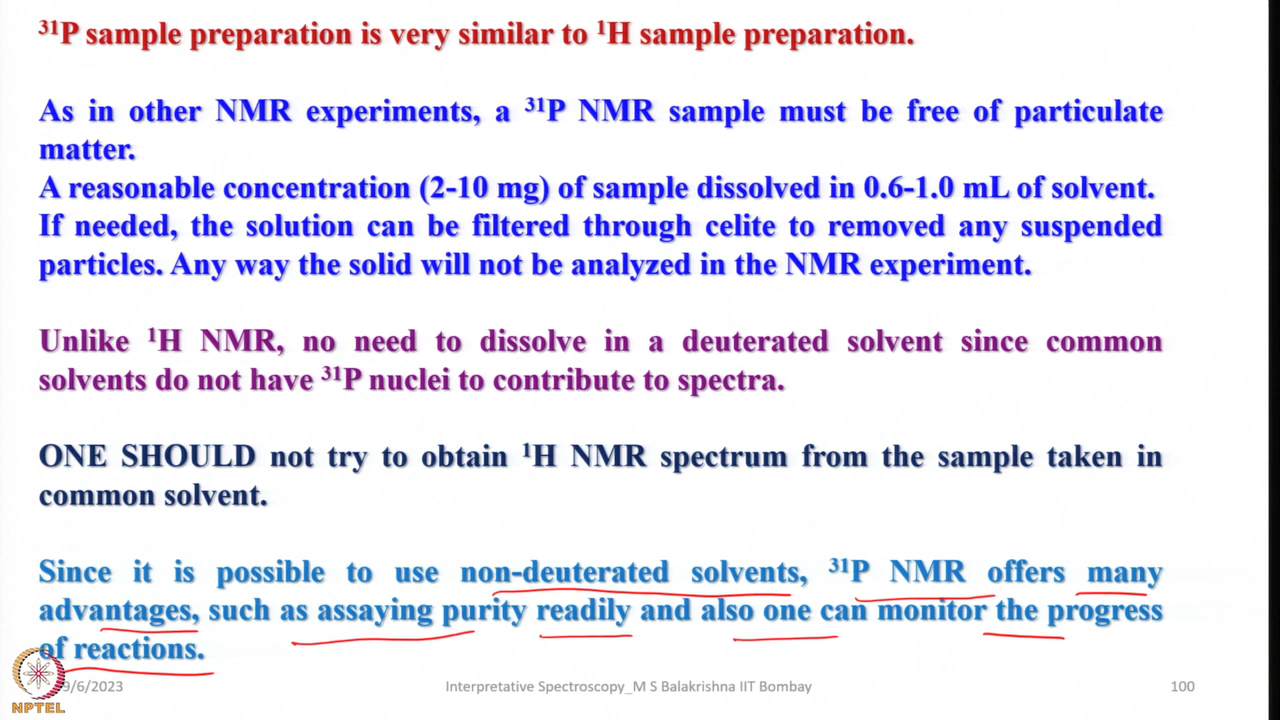 ³¹P sample preparation is very similar to ¹H sample preparation.
As in other NMR experiments, a ³¹P NMR sample must be free of particulate
matter.
A reasonable concentration (2-10 mg) of sample dissolved in 0.6-1.0 mL of solvent.
If needed, the solution can be filtered through celite to removed any suspended
particles. Any way the solid will not be analyzed in the NMR experiment.
Unlike ¹H NMR, no need to dissolve in a deuterated solvent since common
solvents do not have ³¹P nuclei to contribute to spectra.
ONE SHOULD not try to obtain ¹H NMR spectrum from the sample taken in
common solvent.
Since it is possible to use non-deuterated solvents, ³¹P NMR offers many
advantages, such as assaying purity readily and also one can monitor the progress
of reactions.
9/6/2023 Interpretative Spectroscopy_M S Balakrishna IIT Bombay 100
NPTEL